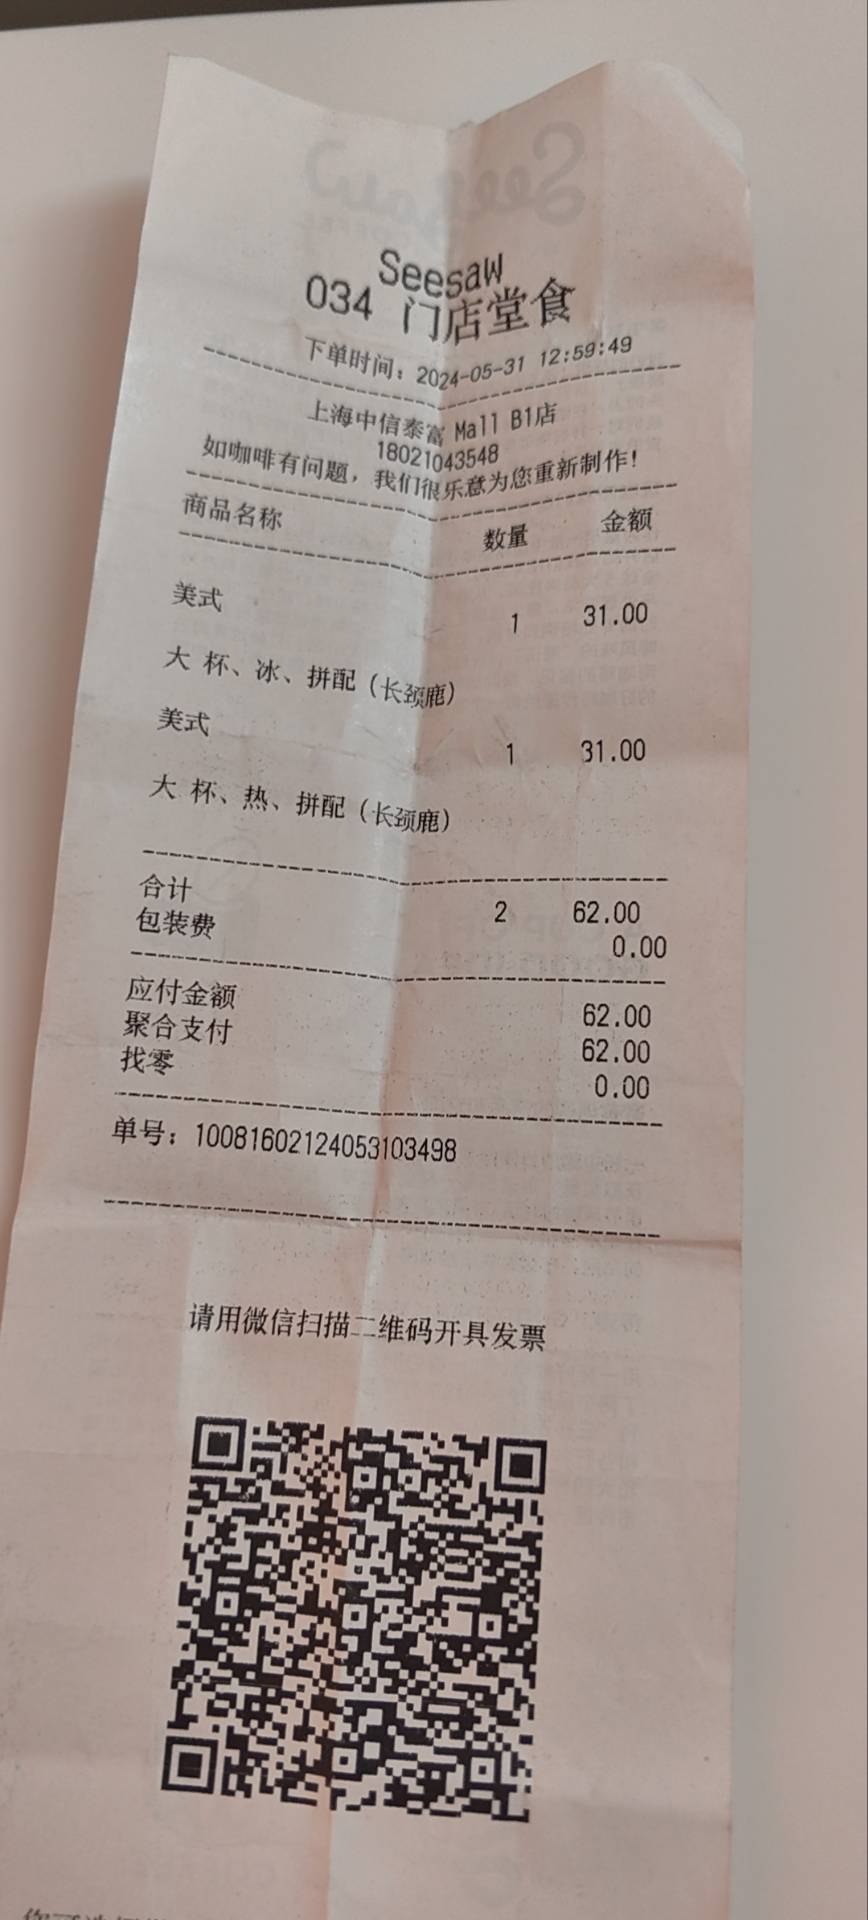 Seesaw
034 门店堂食
下单时间：2024-05-31 12:59:49
上海中信泰富 Mall B1店
18021043548
如咖啡有问题，我们很乐意为您重新制作！
商品名称 数量 金额
美式 1 31.00
大 杯、冰、拼配（长颈鹿）
美式 1 31.00
大 杯、热、拼配（长颈鹿）
合计 2 62.00
包装费 0.00
应付金额 62.00
聚合支付 62.00
找零 0.00
单号：10081602124053103498
请用微信扫描二维码开具发票